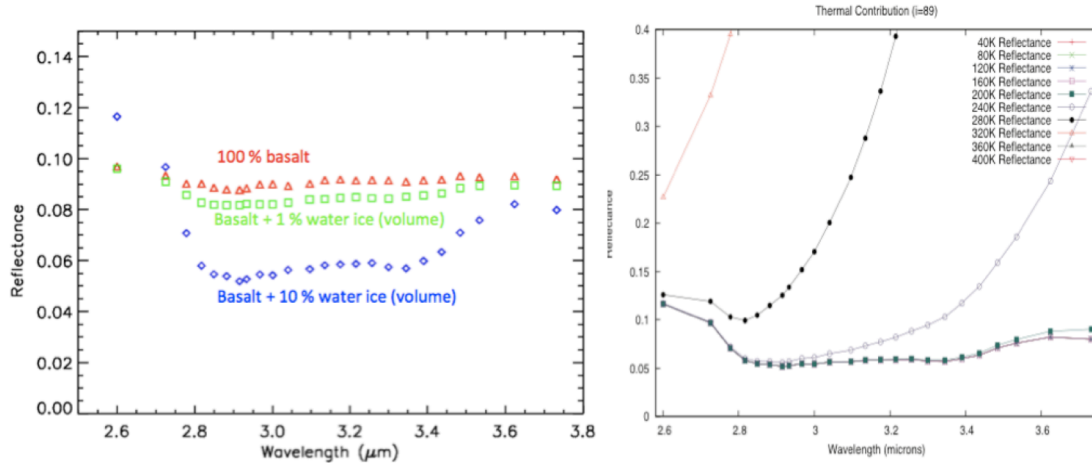 0.14
0.12
0.10
0.08
0.06
0.04
0.02
0.00
Reflectance
100 % basalt
Basalt + 1 % water ice (volume)
Basalt + 10 % water ice (volume)
2.6 2.8 3.0 3.2 3.4 3.6 3.8
Wavelength (μm)
Thermal Contribution (i=89)
0.4
0.35
0.3
0.25
0.2
0.15
0.1
0.05
0
Reflectance
40K Reflectance
80K Reflectance
120K Reflectance
160K Reflectance
200K Reflectance
240K Reflectance
280K Reflectance
320K Reflectance
360K Reflectance
400K Reflectance
2.6 2.8 3 3.2 3.4 3.6
Wavelength (microns)